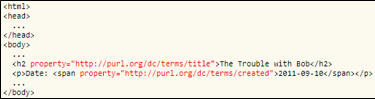 <html>
<head>
...
</head>
<body>
...
<h2 property="http://purl.org/dc/terms/title">The Trouble with Bob</h2>
<p>Date: <span property="http://purl.org/dc/terms/created">2011-09-10</span></p>
...
</body>